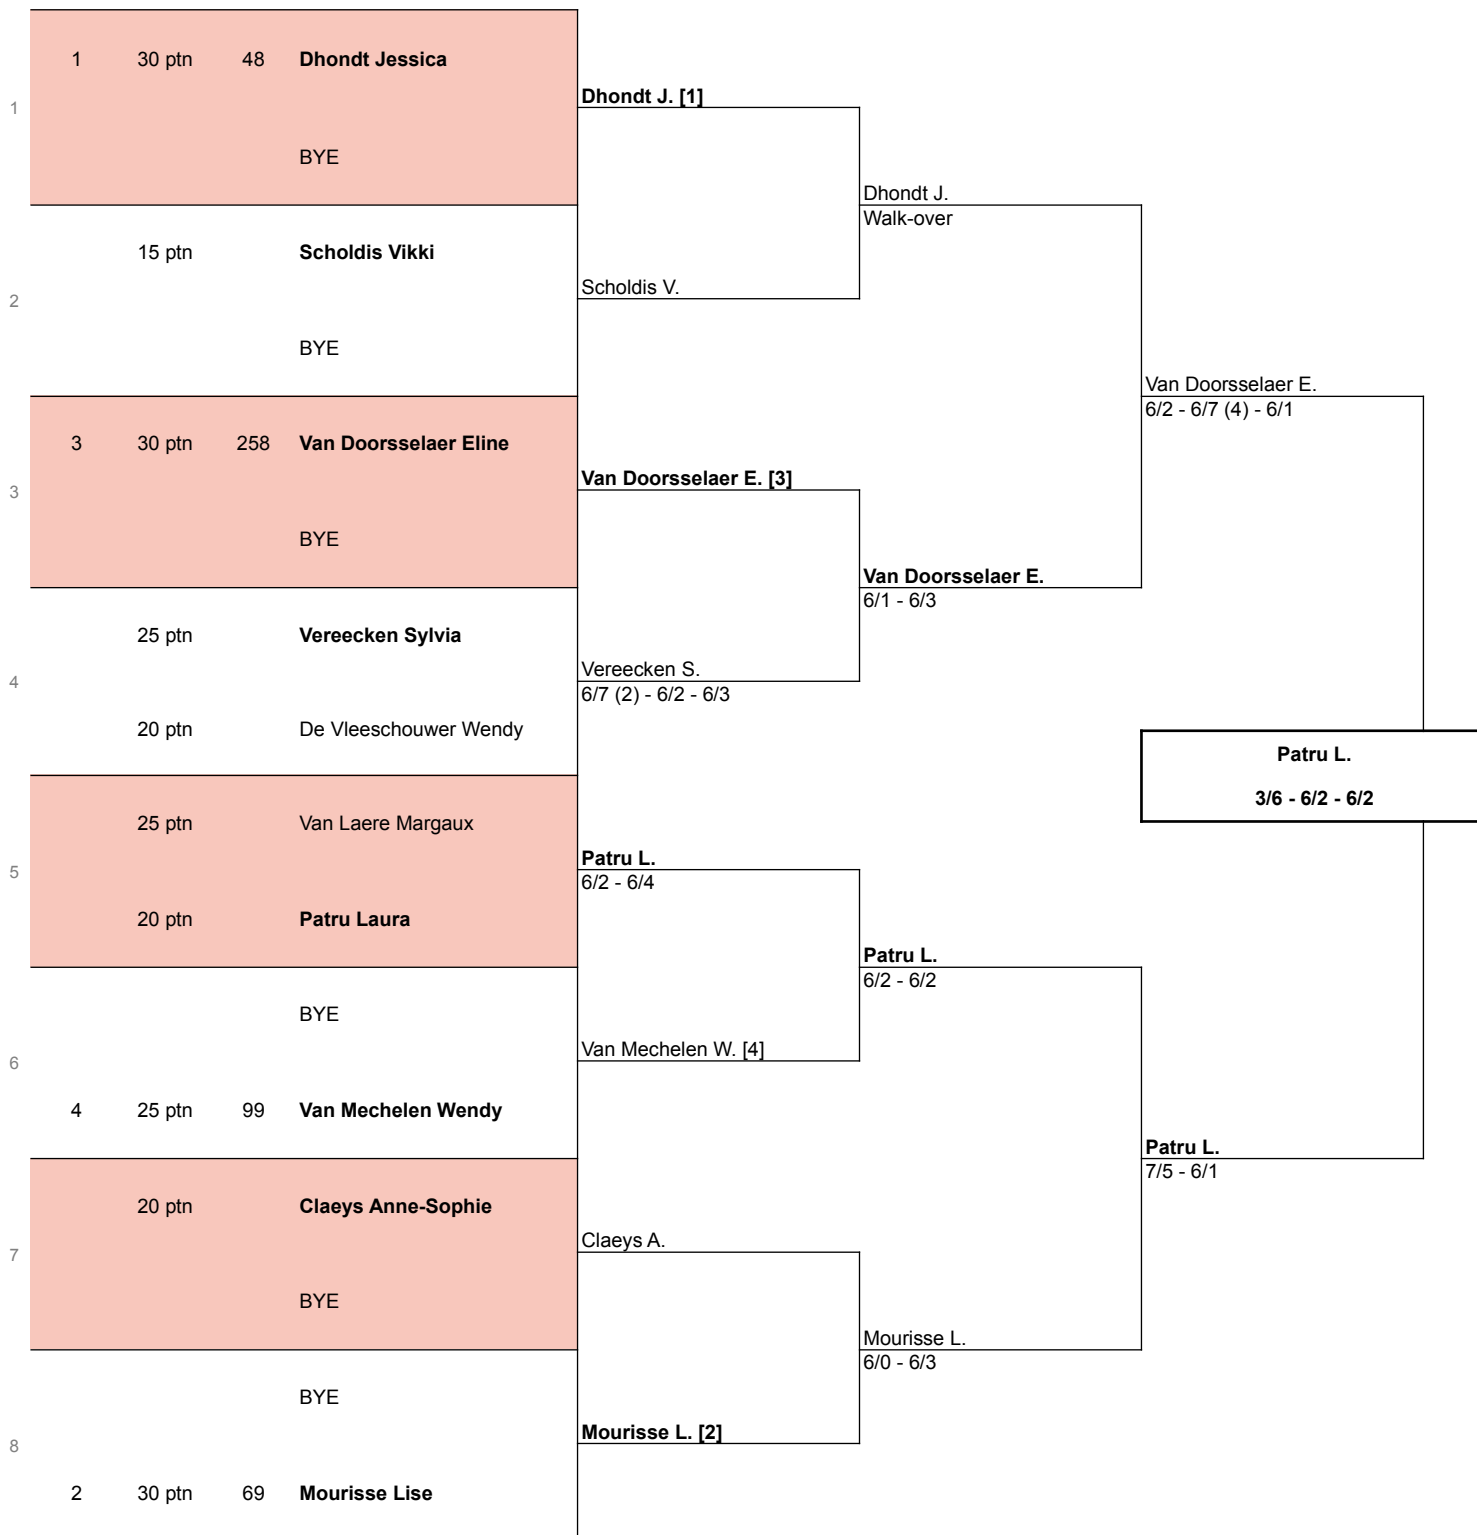 1 30 ptn 48 Dhondt Jessica
1
BYE
15 ptn Scholdis Vikki
2
BYE
3 30 ptn 258 Van Doorsselaer Eline
3
BYE
25 ptn Vereecken Sylvia
4
20 ptn De Vleeschouwer Wendy
25 ptn Van Laere Margaux
5
20 ptn Patru Laura
BYE
6
4 25 ptn 99 Van Mechelen Wendy
20 ptn Claeys Anne-Sophie
7
BYE
BYE
8
2 30 ptn 69 Mourisse Lise
Dhondt J. [1]
Scholdis V.
Van Doorsselaer E. [3]
Vereecken S.
6/7 (2) - 6/2 - 6/3
Patru L.
6/2 - 6/4
Van Mechelen W. [4]
Claeys A.
Mourisse L. [2]
Dhondt J.
Walk-over
Van Doorsselaer E.
6/1 - 6/3
Patru L.
6/2 - 6/2
Mourisse L.
6/0 - 6/3
Van Doorsselaer E.
6/2 - 6/7 (4) - 6/1
Patru L.
7/5 - 6/1
Patru L.
3/6 - 6/2 - 6/2